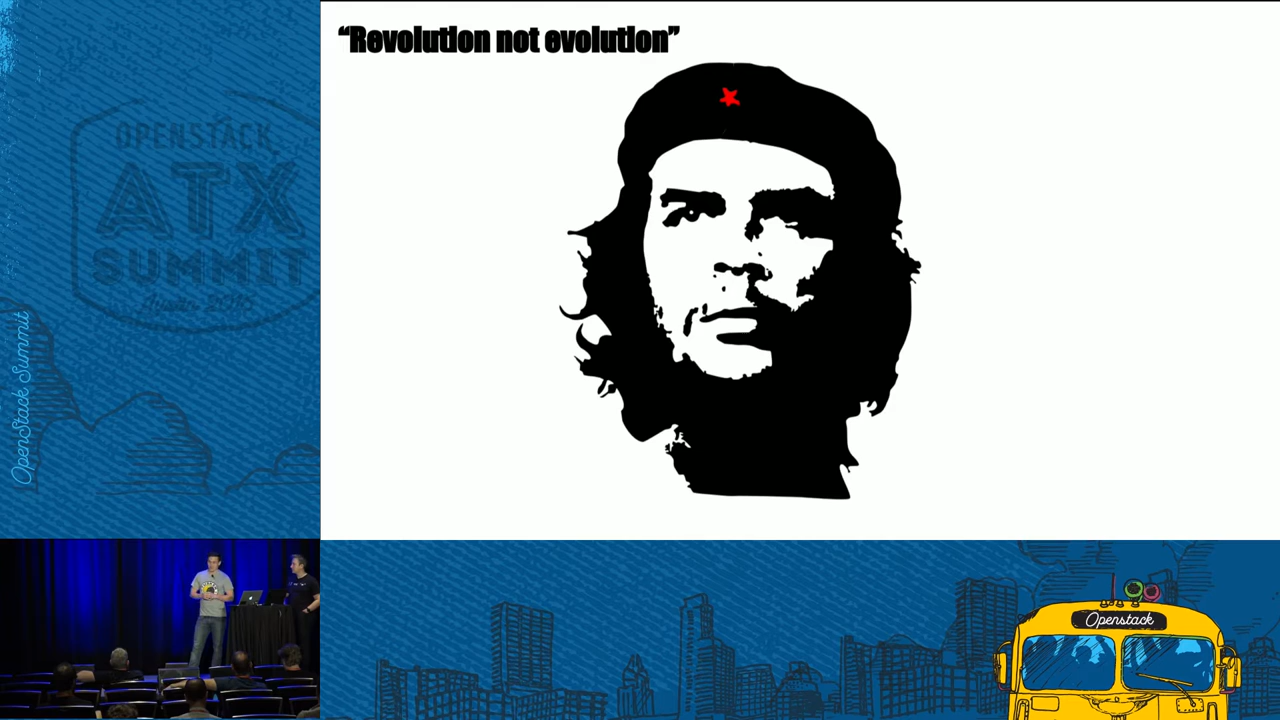 “Revolution not evolution”
OPENSTACK
ATX
SUMMIT
OpenStack Summit
Openstack